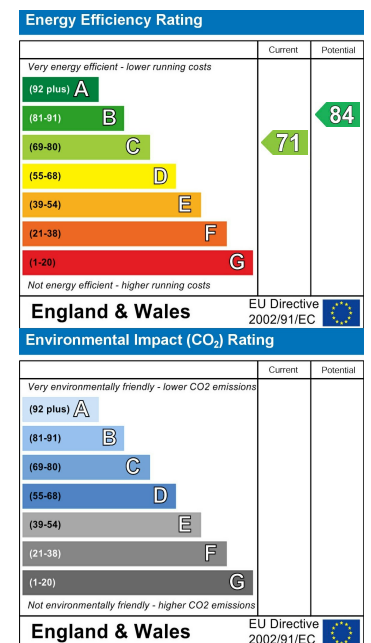 Energy Efficiency Rating
Current Potential
Very energy efficient - lower running costs
(92 plus) A
(81-91) B
84
(69-80) C
71
(55-68) D
(39-54) E
(21-38) F
(1-20) G
Not energy efficient - higher running costs
England & Wales
EU Directive
2002/91/EC
Environmental Impact (CO₂) Rating
Current Potential
Very environmentally friendly - lower CO2 emissions
(92 plus) A
(81-91) B
(69-80) C
(55-68) D
(39-54) E
(21-38) F
(1-20) G
Not environmentally friendly - higher CO2 emissions
England & Wales
EU Directive
2002/91/EC